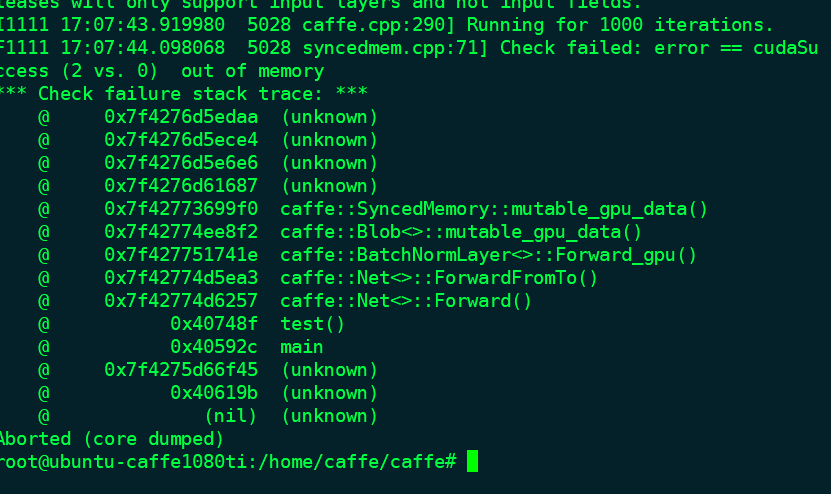 leases will only support input layers and not input fields.
I1111 17:07:43.919980  5028 caffe.cpp:290] Running for 1000 iterations.
F1111 17:07:44.098068  5028 syncedmem.cpp:71] Check failed: error == cudaSu
ccess (2 vs. 0)  out of memory
*** Check failure stack trace: ***
    @     0x7f4276d5edaa  (unknown)
    @     0x7f4276d5ece4  (unknown)
    @     0x7f4276d5e6e6  (unknown)
    @     0x7f4276d61687  (unknown)
    @     0x7f42773699f0  caffe::SyncedMemory::mutable_gpu_data()
    @     0x7f42774ee8f2  caffe::Blob<>::mutable_gpu_data()
    @     0x7f427751741e  caffe::BatchNormLayer<>::Forward_gpu()
    @     0x7f42774d5ea3  caffe::Net<>::ForwardFromTo()
    @     0x7f42774d6257  caffe::Net<>::Forward()
    @           0x40748f  test()
    @           0x40592c  main
    @     0x7f4275d66f45  (unknown)
    @           0x40619b  (unknown)
    @              (nil)  (unknown)
Aborted (core dumped)
root@ubuntu-caffe1080ti:/home/caffe/caffe#